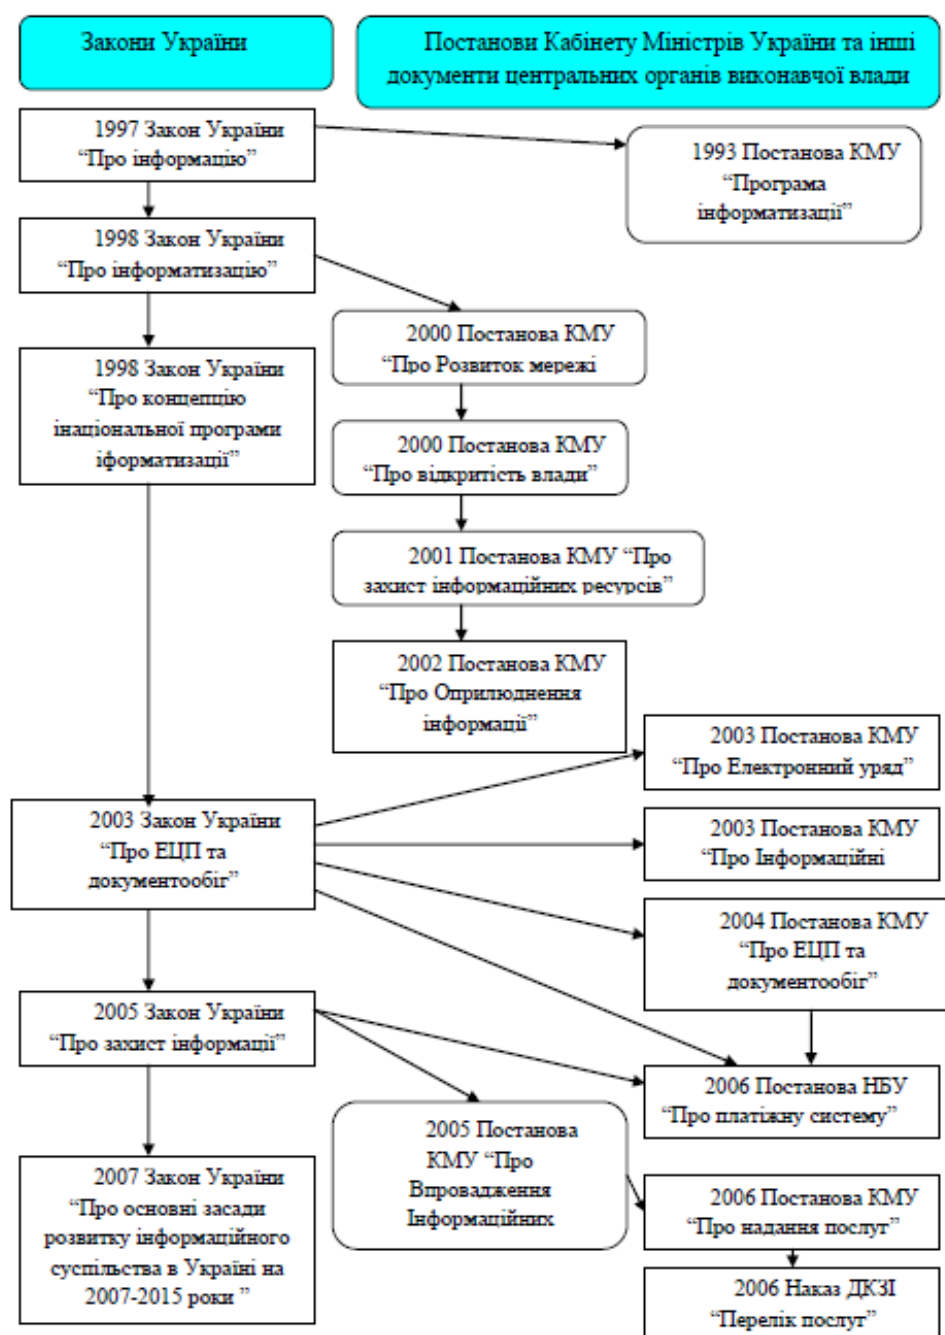 Закони України
Постанови Кабінету Міністрів України та інші
документи центральних органів виконавчої влади
1997 Закон України
“Про інформацію”
1993 Постанова КМУ
“Програма
інформатизації”
1998 Закон України
“Про інформатизацію”
2000 Постанова КМУ
“Про Розвиток мережі
1998 Закон України
“Про концепцію
інаціональної програми
іформатизації”
2000 Постанова КМУ
“Про відкритість влади”
2001 Постанова КМУ “Про
захист інформаційних ресурсів”
2002 Постанова КМУ
“Про Оприлюднення
інформації”
2003 Постанова КМУ
“Про Електронний уряд”
2003 Закон України
“Про ЕЦП та
документообіг”
2003 Постанова КМУ
“Про Інформаційні
2004 Постанова КМУ
“Про ЕЦП та
документообіг”
2005 Закон України
“Про захист інформації”
2006 Постанова НБУ
“Про платіжну систему”
2005 Постанова
КМУ “Про
Впровадження
Інформаційних
2007 Закон України
“Про основні засади
розвитку інформаційного
суспільства в Україні на
2007-2015 роки ”
2006 Постанова КМУ
“Про надання послуг”
2006 Наказ ДКЗІ
“Перелік послуг”